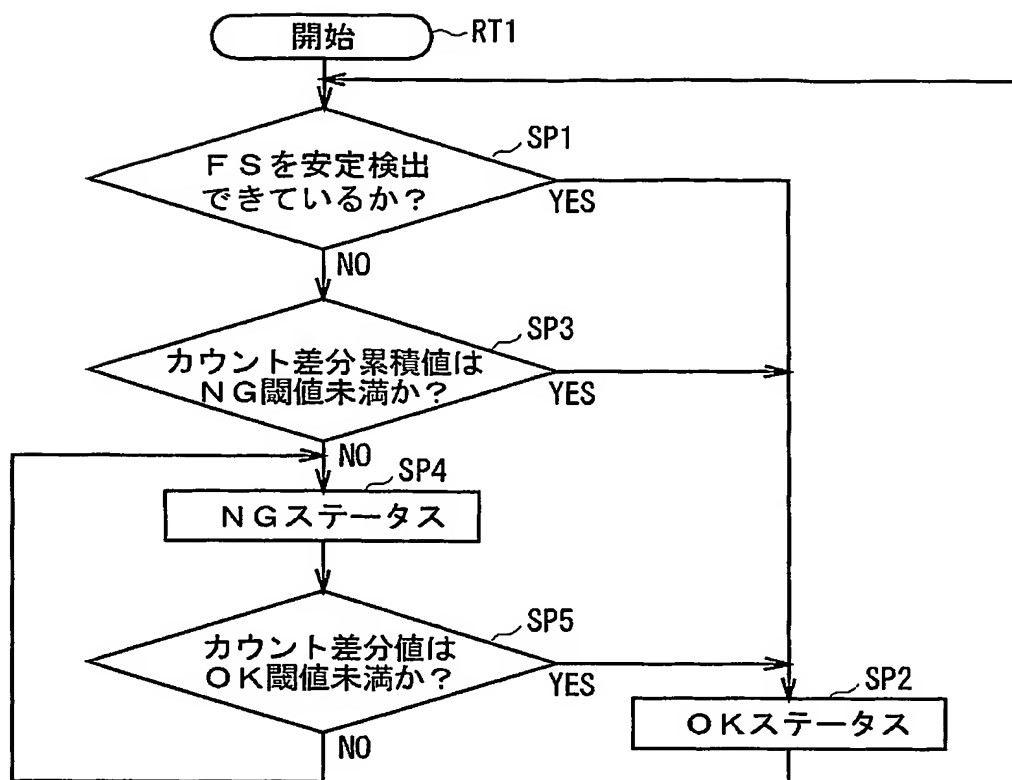 開始
RT1
SP1
FSを安定検出
できているか？
YES
NO
SP3
カウント差分累積値は
NG閾値未満か？
YES
NO
SP4
NGステータス
SP5
カウント差分値は
OK閾値未満か？
YES
NO
SP2
OKステータス